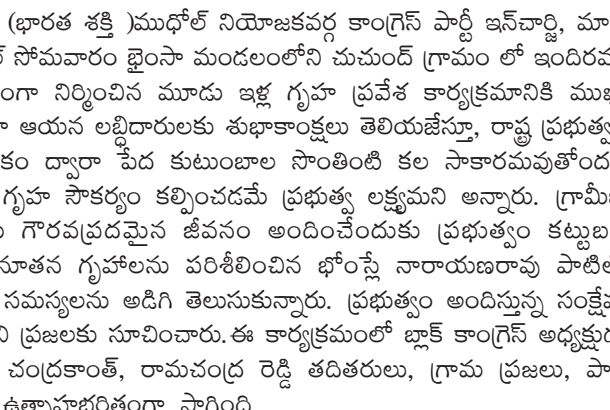 (భారత శక్తి )ముధోల్ నియోజకవర్గ కాంగ్రెస్ పార్టీ ఇన్‌చార్జి, మా
సోమవారం భైంసా మండలంలోని చుచుంద్ గ్రామం లో ఇందిరమ
ంగా నిర్మించిన మూడు ఇళ్ల గృహ ప్రవేశ కార్యక్రమానికి ముఖ
ఆయన లబ్ధిదారులకు శుభాకాంక్షలు తెలియజేస్తూ, రాష్ట్ర ప్రభుత్వ
కం ద్వారా పేద కుటుంబాల సొంతింటి కల సాకారమవుతోంద
గృహ సౌకర్యం కల్పించడమే ప్రభుత్వ లక్ష్యమని అన్నారు. గ్రామీణ
గౌరవప్రదమైన జీవనం అందించేందుకు ప్రభుత్వం కట్టుబ
నూతన గృహాలను పరిశీలించిన భోంస్లే నారాయణరావు పాటిల
సమస్యలను అడిగి తెలుసుకున్నారు. ప్రభుత్వం అందిస్తున్న సంక్షేమ
ప్రజలకు సూచించారు.ఈ కార్యక్రమంలో బ్లాక్ కాంగ్రెస్ అధ్యక్షుడ
చంద్రకాంత్, రామచంద్ర రెడ్డి తదితరులు, గ్రామ ప్రజలు, పా
ఉత్సాహభరితంగా సాగింది